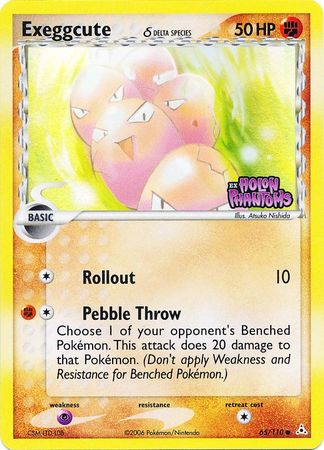 Exeggcute δ DELTA SPECIES 50 HP
EX HOLON PHANTOMS
Illus. Atsuko Nishida
BASIC
Rollout 10
Pebble Throw
Choose 1 of your opponent's Benched
Pokémon. This attack does 20 damage
to that Pokémon. (Don't apply Weakness and
Resistance for Benched Pokémon.)
weakness resistance retreat cost
©2006 Pokémon/Nintendo 65/110 ●